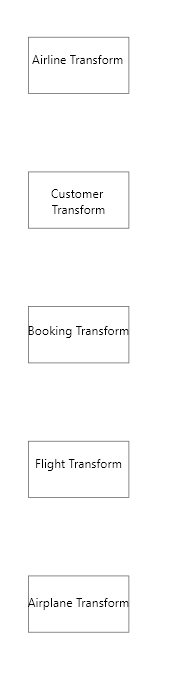 Airline Transform
Customer
Transform
Booking Transform
Flight Transform
Airplane Transform